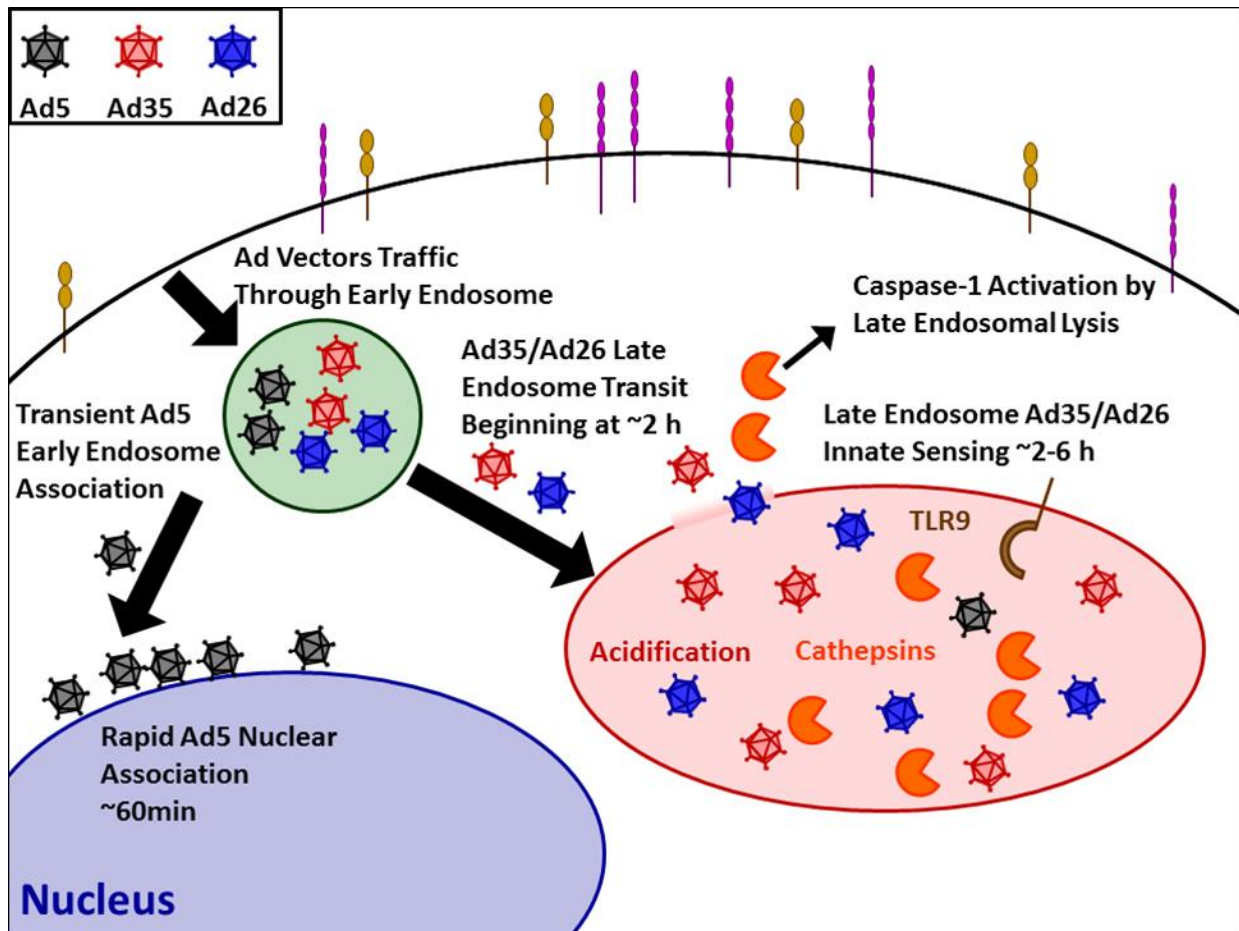 Ad5 Ad35 Ad26
Ad Vectors Traffic
Through Early Endosome
Caspase-1 Activation by
Late Endosomal Lysis
Ad35/Ad26 Late
Endosome Transit
Beginning at ~2 h
Transient Ad5
Early Endosome
Association
Late Endosome Ad35/Ad26
Innate Sensing ~2-6 h
TLR9
Acidification
Cathepsins
Rapid Ad5 Nuclear
Association
~60min
Nucleus